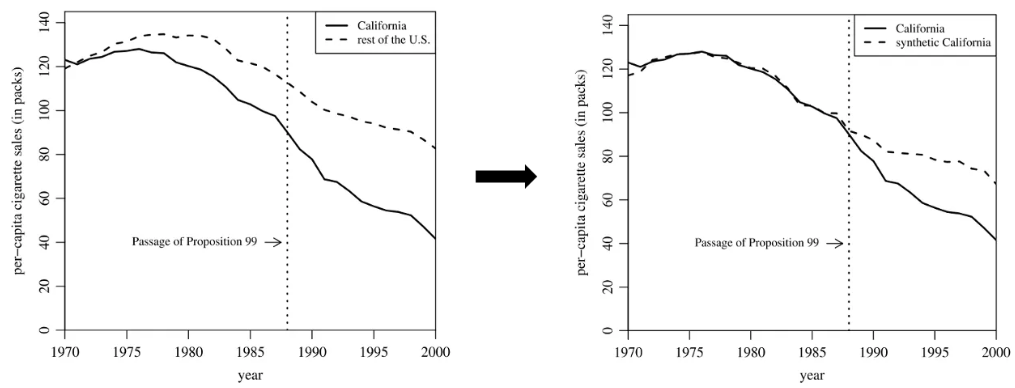 California
rest of the U.S.
per-capita cigarette sales (in packs)
140
120
100
80
60
40
20
0
Passage of Proposition 99
1970 1975 1980 1985 1990 1995 2000
year
California
synthetic California
per-capita cigarette sales (in packs)
140
120
100
80
60
40
20
0
Passage of Proposition 99
1970 1975 1980 1985 1990 1995 2000
year